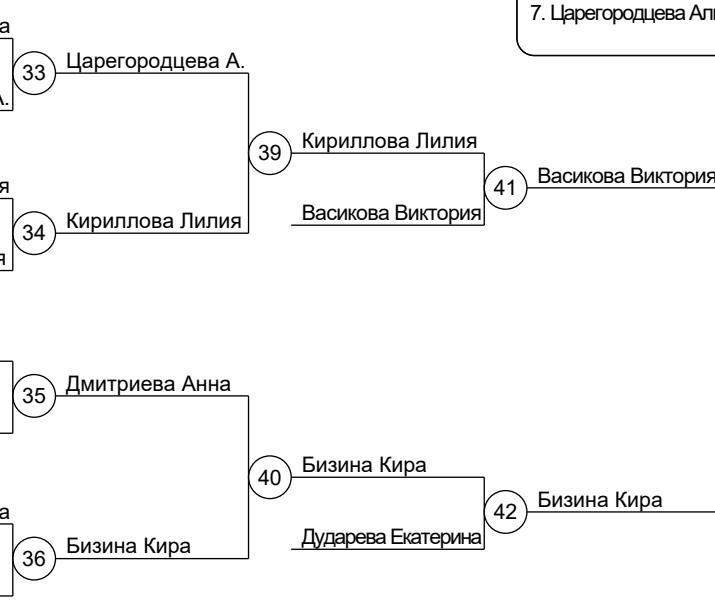 7. Царегородцева Али
а
33
Царегородцева А.
А.
39
Кириллова Лилия
41
Васикова Виктория
я
34
Кириллова Лилия
Васикова Виктория
я
35
Дмитриева Анна
40
Бизина Кира
42
Бизина Кира
а
36
Бизина Кира
Дударева Екатерина